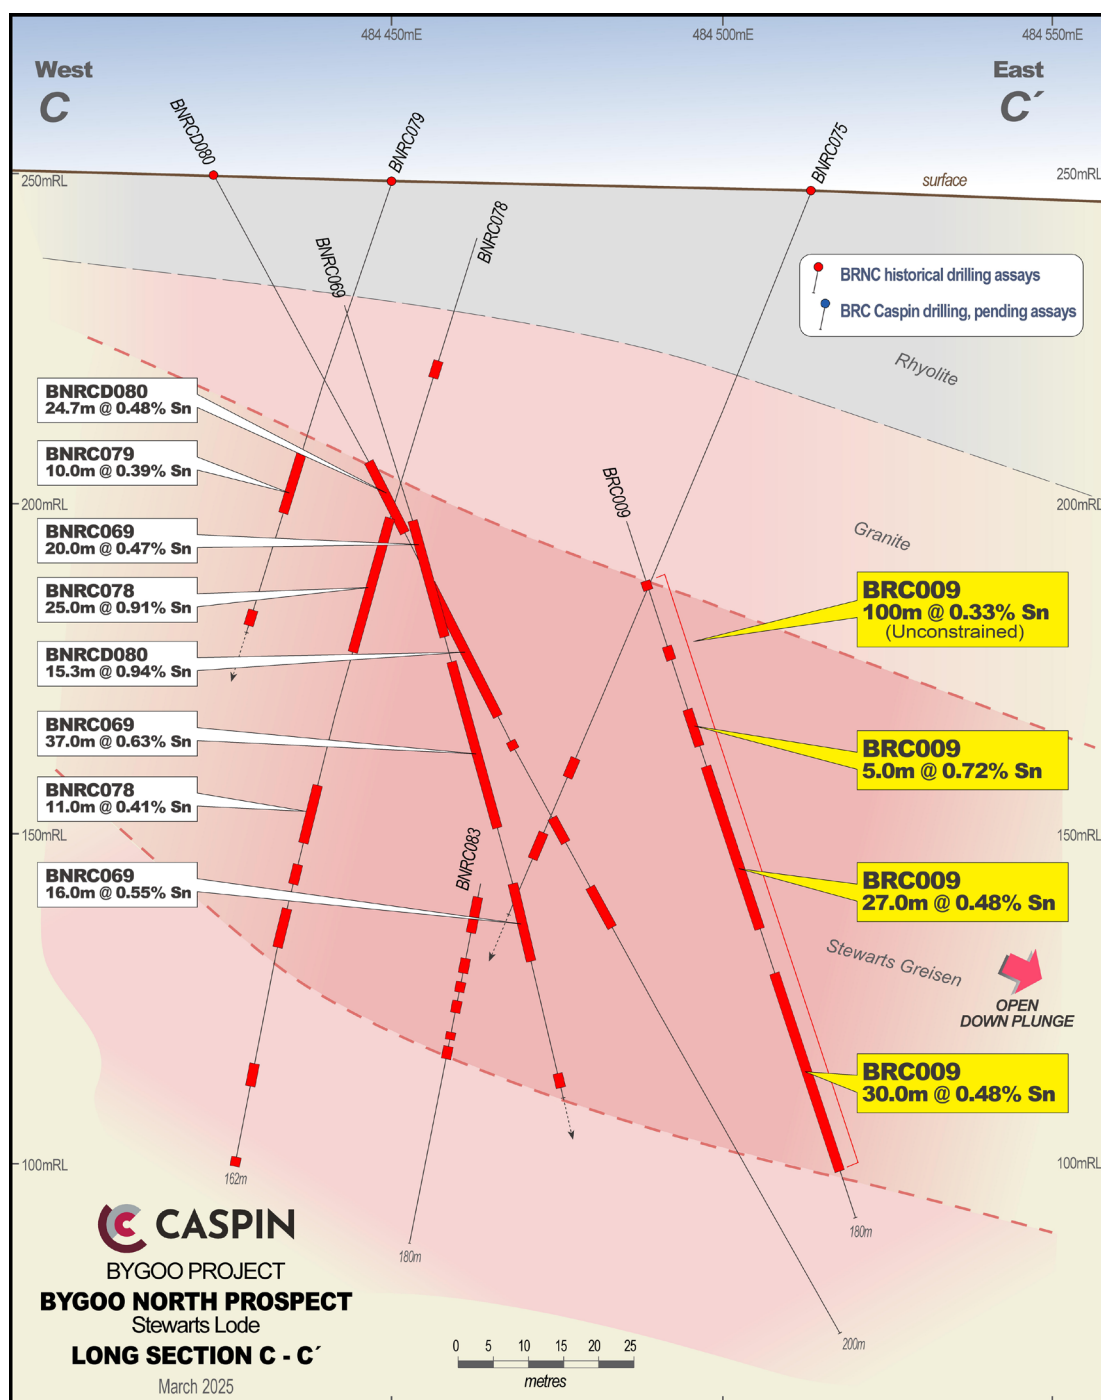 484 450mE
484 500mE
484 550mE
West
C
East
C´
BNRCD080
BNRC079
BNRC075
250mRL
surface
250mRL
BNRC078
BNRC069
BRNC historical drilling assays
BRC Caspin drilling, pending assays
Rhyolite
BNRCD080
24.7m @ 0.48% Sn
BNRC079
10.0m @ 0.39% Sn
BRC009
200mRL
200mRL
Granite
BNRC069
20.0m @ 0.47% Sn
BNRC078
25.0m @ 0.91% Sn
BRC009
100m @ 0.33% Sn
(Unconstrained)
BNRCD080
15.3m @ 0.94% Sn
BNRC069
37.0m @ 0.63% Sn
BRC009
5.0m @ 0.72% Sn
BNRC078
11.0m @ 0.41% Sn
150mRL
150mRL
BNRC083
BNRC069
16.0m @ 0.55% Sn
BRC009
27.0m @ 0.48% Sn
Stewarts Greisen
OPEN
DOWN PLUNGE
BRC009
30.0m @ 0.48% Sn
100mRL
100mRL
162m
180m
180m
200m
CASPIN
BYGOO PROJECT
BYGOO NORTH PROSPECT
Stewarts Lode
LONG SECTION C - C´
March 2025
0 5 10 15 20 25
metres